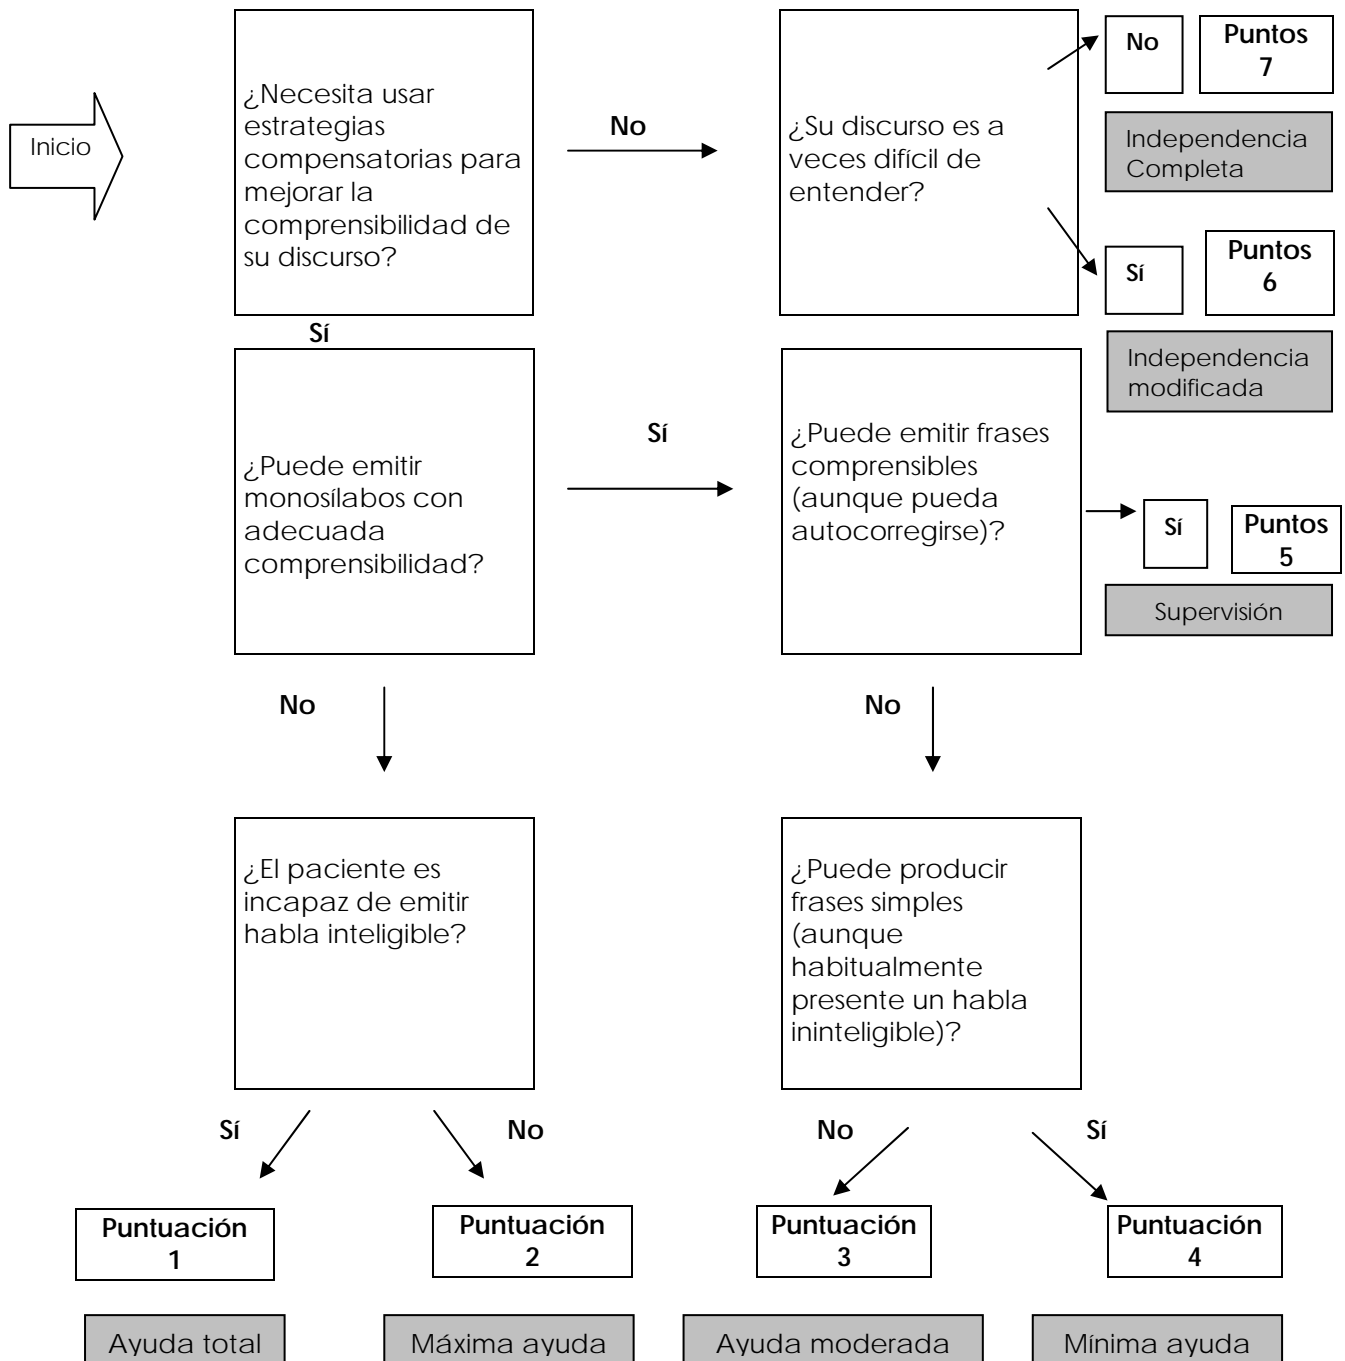 Inicio
¿Necesita usar
estrategias
compensatorias para
mejorar la
comprensibilidad de
su discurso?
No
¿Su discurso es a
veces difícil de
entender?
No
Puntos
7
Independencia
Completa
Sí
Puntos
6
Independencia
modificada
Sí
¿Puede emitir
monosílabos con
adecuada
comprensibilidad?
Sí
¿Puede emitir frases
comprensibles
(aunque pueda
autocorregirse)?
Sí
Puntos
5
Supervisión
No
No
¿El paciente es
incapaz de emitir
habla inteligible?
¿Puede producir
frases simples
(aunque
habitualmente
presente un habla
ininteligible)?
Sí
No
No
Sí
Puntuación
1
Puntuación
2
Puntuación
3
Puntuación
4
Ayuda total
Máxima ayuda
Ayuda moderada
Mínima ayuda